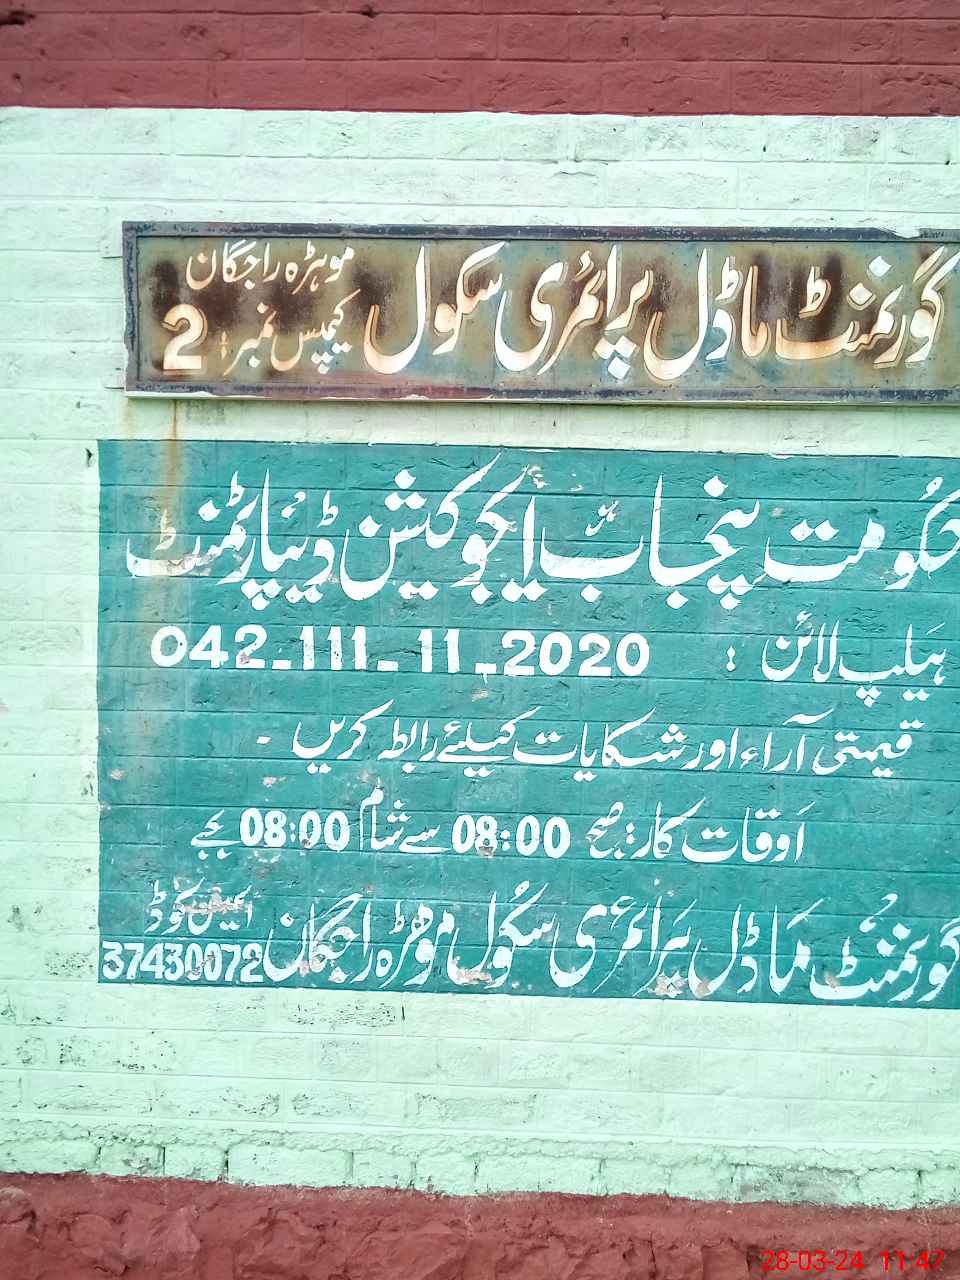 گورنمنٹ ماڈل پرائمری سکول موہڑہ راجگان
کیمپس نمبر: 2
حکومت پنجاب ایجوکیشن ڈیپارٹمنٹ
ہیلپ لائن : 042-111-11-2020
قیمتی آراء اور شکایات کیلئے رابطہ کریں -
اوقات کار: صبح 08:00 سے شام 08:00 بجے
گورنمنٹ ماڈل پرائمری سکول موھڑہ راجگان ایمیس کوڈ
37430072
28-03-24 11:47